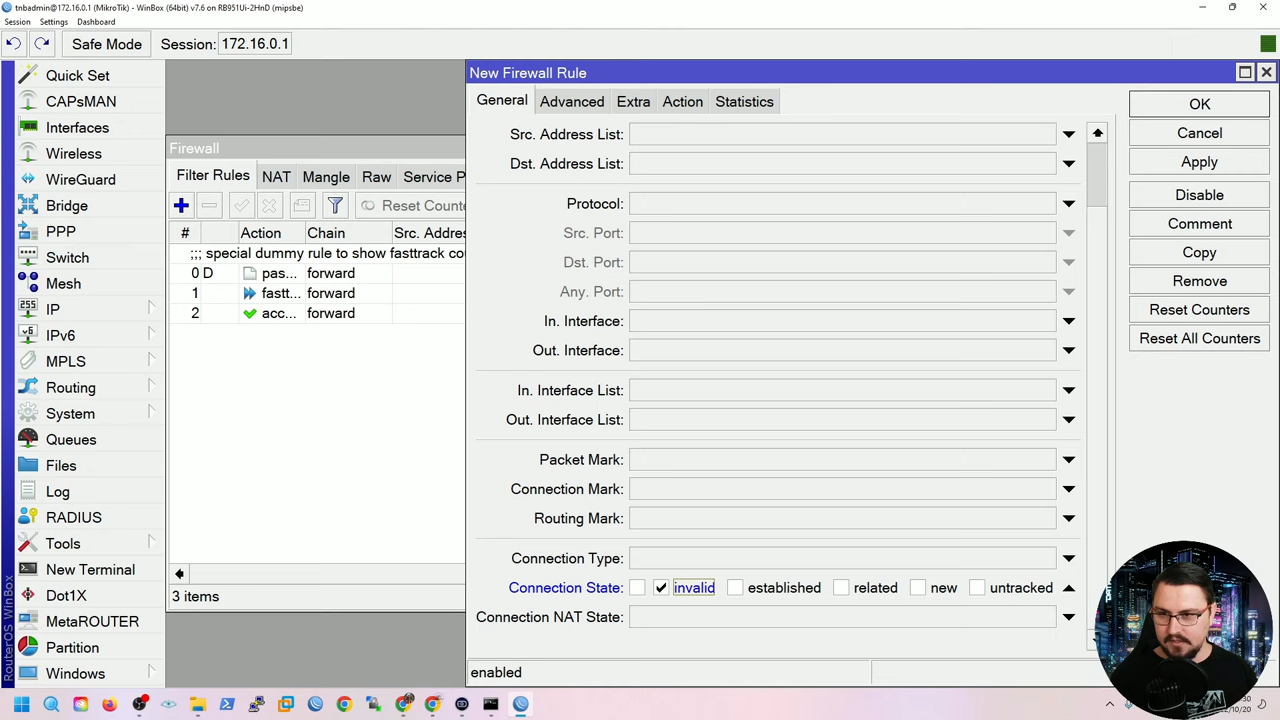 tnbadmin@172.16.0.1 (MikroTik) - WinBox (64bit) v7.6 on RB951Ui-2HnD (mipsbe)
Session Settings Dashboard
Safe Mode Session: 172.16.0.1
Quick Set
CAPsMAN
Interfaces
Wireless
WireGuard
Bridge
PPP
Switch
Mesh
IP
IPv6
MPLS
Routing
System
Queues
Files
Log
RADIUS
Tools
New Terminal
Dot1X
MetaROUTER
Partition
Windows
RouterOS WinBox
Firewall
Filter Rules NAT Mangle Raw Service P
Reset Counte
# Action Chain Src. Addres
;;; special dummy rule to show fasttrack cou
0 D pas... forward
1 fastt... forward
2 acc... forward
3 items
New Firewall Rule
General Advanced Extra Action Statistics
Src. Address List:
Dst. Address List:
Protocol:
Src. Port:
Dst. Port:
Any. Port:
In. Interface:
Out. Interface:
In. Interface List:
Out. Interface List:
Packet Mark:
Connection Mark:
Routing Mark:
Connection Type:
Connection State: invalid established related new untracked
Connection NAT State:
enabled
OK
Cancel
Apply
Disable
Comment
Copy
Remove
Reset Counters
Reset All Counters